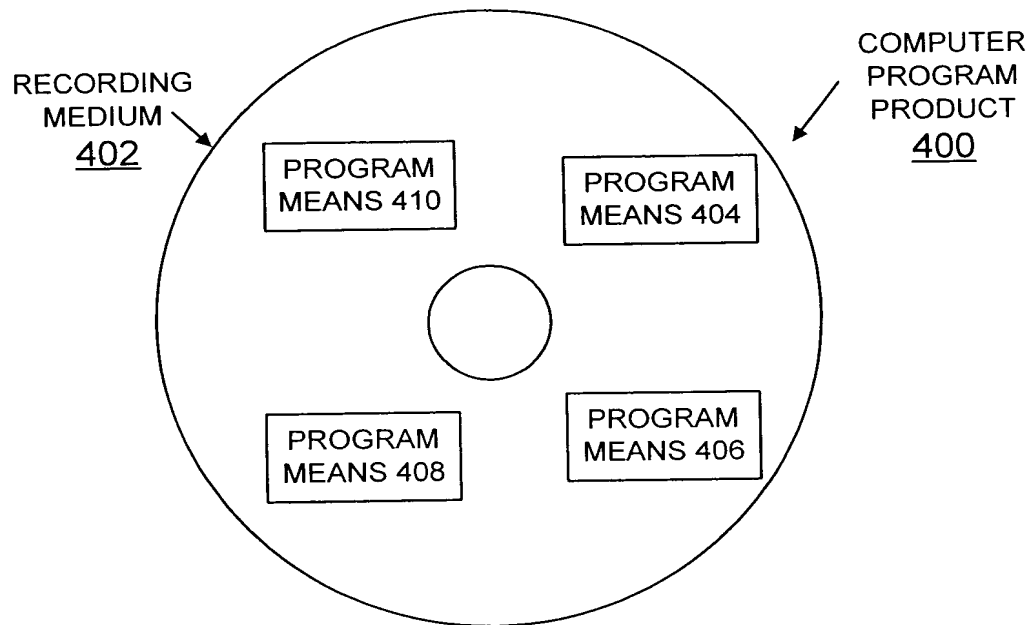 RECORDING
MEDIUM
402
COMPUTER
PROGRAM
PRODUCT
400
PROGRAM
MEANS 410
PROGRAM
MEANS 404
PROGRAM
MEANS 408
PROGRAM
MEANS 406